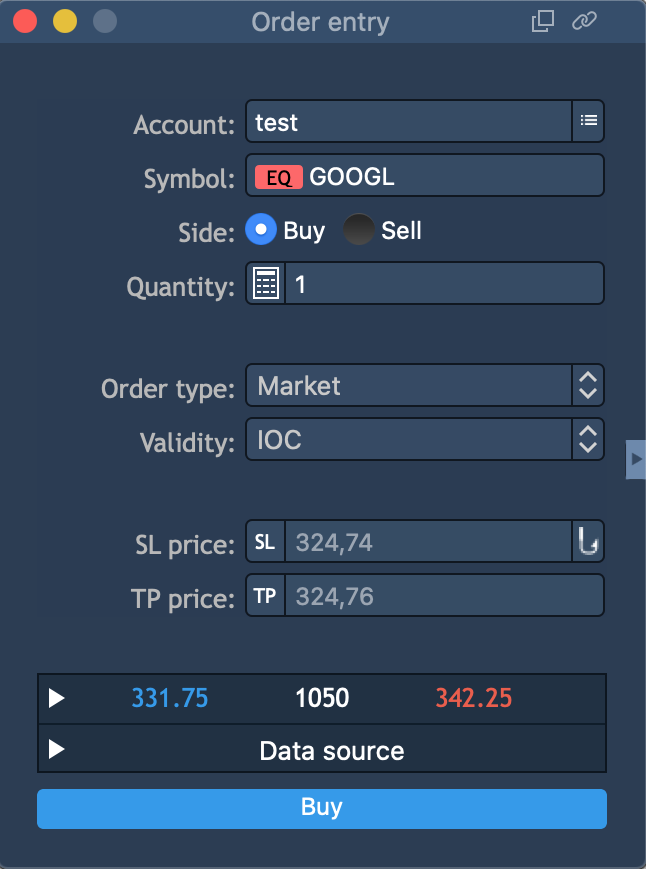 Order entry
Account: test
Symbol: EQ GOOGL
Side: Buy Sell
Quantity: 1
Order type: Market
Validity: IOC
SL price: SL 324,74
TP price: TP 324,76
331.75 1050 342.25
Data source
Buy